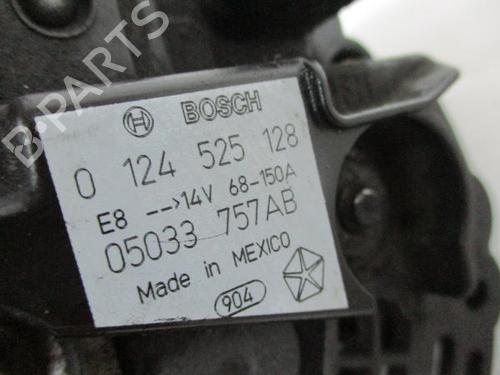 B-PARTS
BOSCH
0 124 525 128
E8 -->14V 68-150A
05033 757AB
Made in MEXICO
904